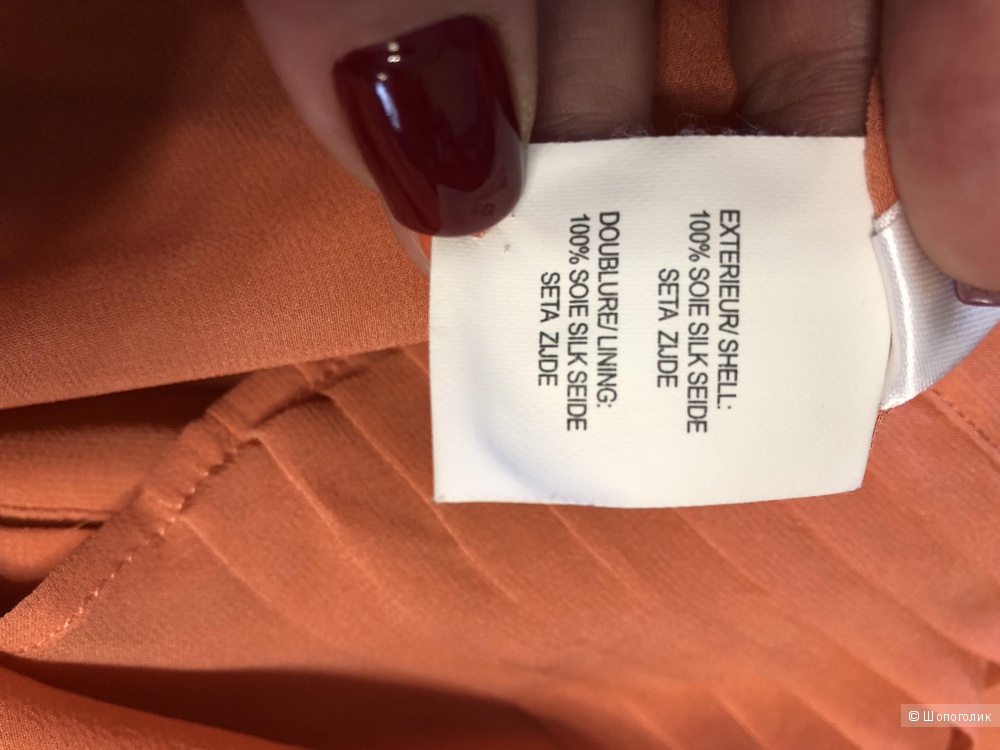 EXTERIEUR/ SHELL:
100% SOIE SILK SEIDE
SETA ZIJDE
DOUBLURE/ LINING:
100% SOIE SILK SEIDE
SETA ZIJDE
© Шопоголик